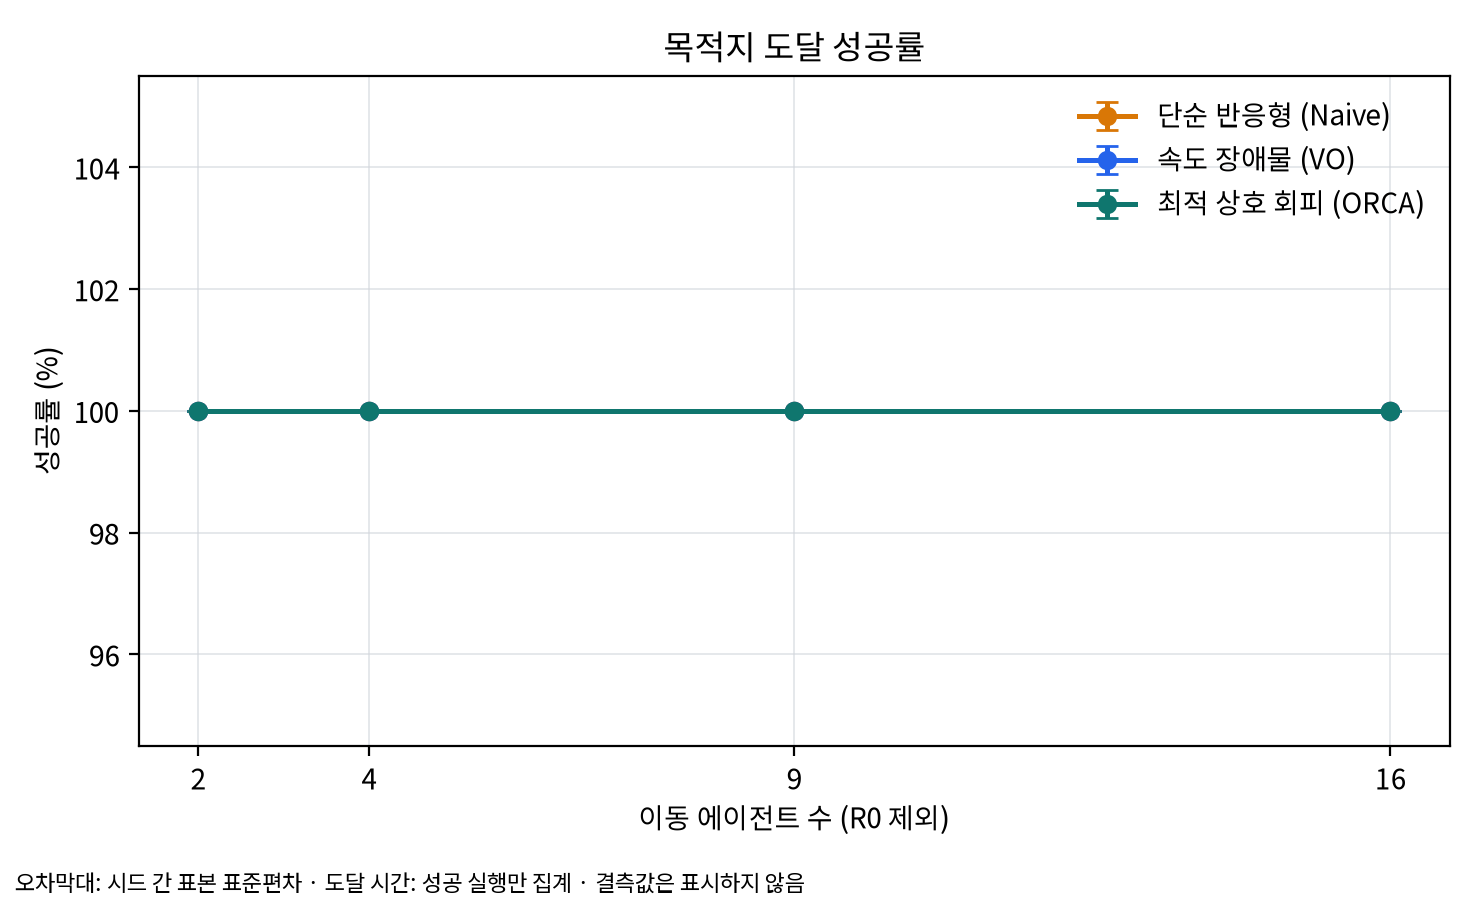 목적지 도달 성공률
단순 반응형 (Naive)
속도 장애물 (VO)
최적 상호 회피 (ORCA)
성공률 (%)
104
102
100
98
96
2 4 9 16
이동 에이전트 수 (R0 제외)
오차막대: 시드 간 표본 표준편차 · 도달 시간: 성공 실행만 집계 · 결측값은 표시하지 않음